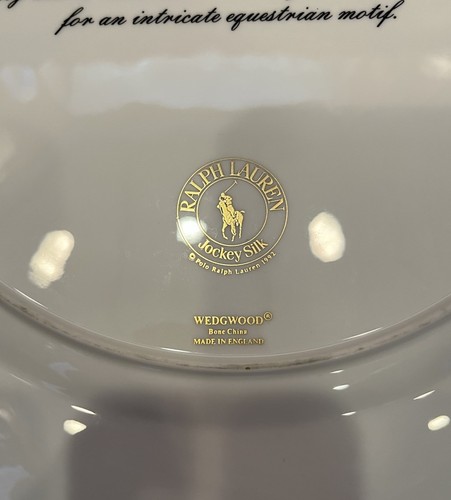 for an intricate equestrian motif.
RALPH LAUREN
Jockey Silk
© Polo Ralph Lauren 1992
WEDGWOOD®
Bone China
MADE IN ENGLAND